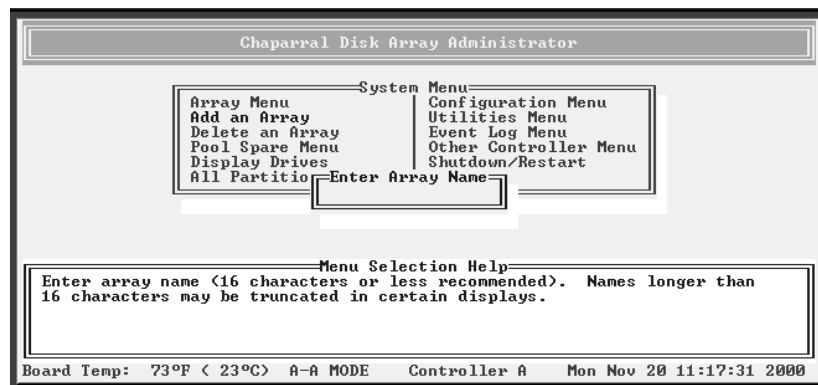 Chaparral Disk Array Administrator
System Menu
Array Menu
Add an Array
Delete an Array
Pool Spare Menu
Display Drives
All Partitio
Configuration Menu
Utilities Menu
Event Log Menu
Other Controller Menu
Shutdown/Restart
Enter Array Name
Menu Selection Help
Enter array name (16 characters or less recommended).  Names longer than
16 characters may be truncated in certain displays.
Board Temp:  73ºF ( 23ºC)  A-A MODE    Controller A    Mon Nov 20 11:17:31 2000